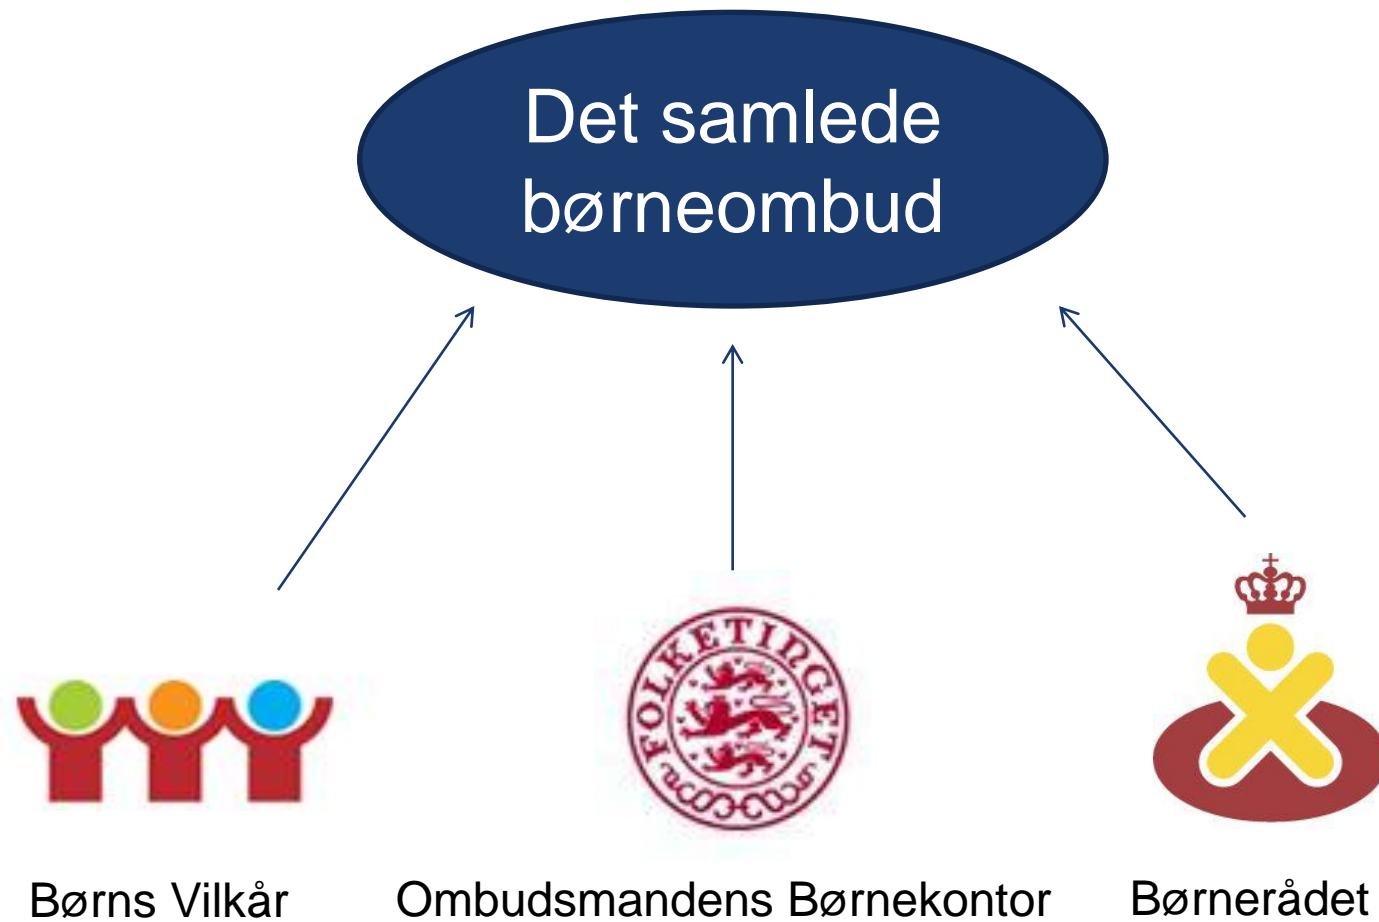 Det samlede
børneombud
FOLKETINGET
Børns Vilkår
Ombudsmandens Børnekontor
Børnerådet